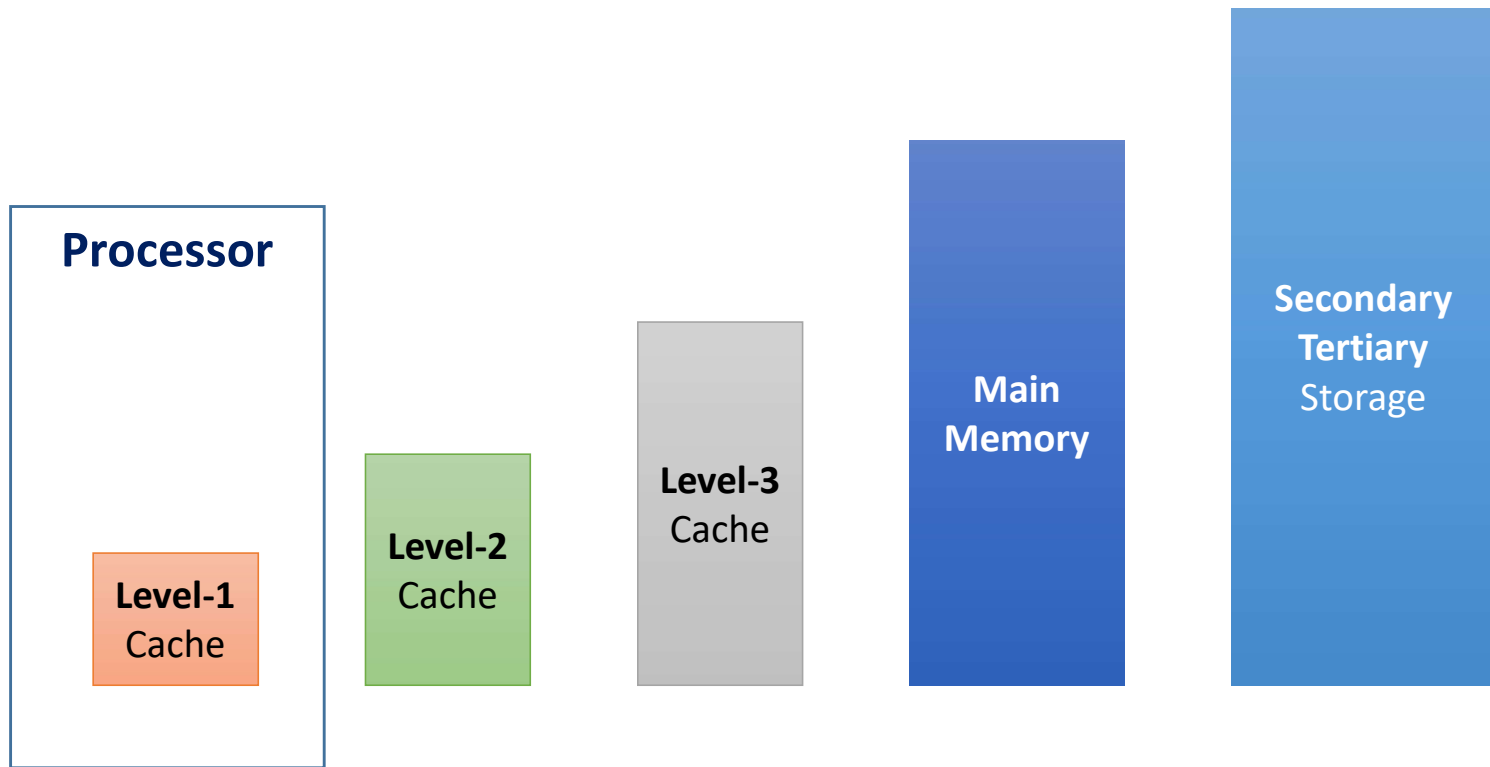 Processor
Level-1
Cache
Level-2
Cache
Level-3
Cache
Main
Memory
Secondary
Tertiary
Storage